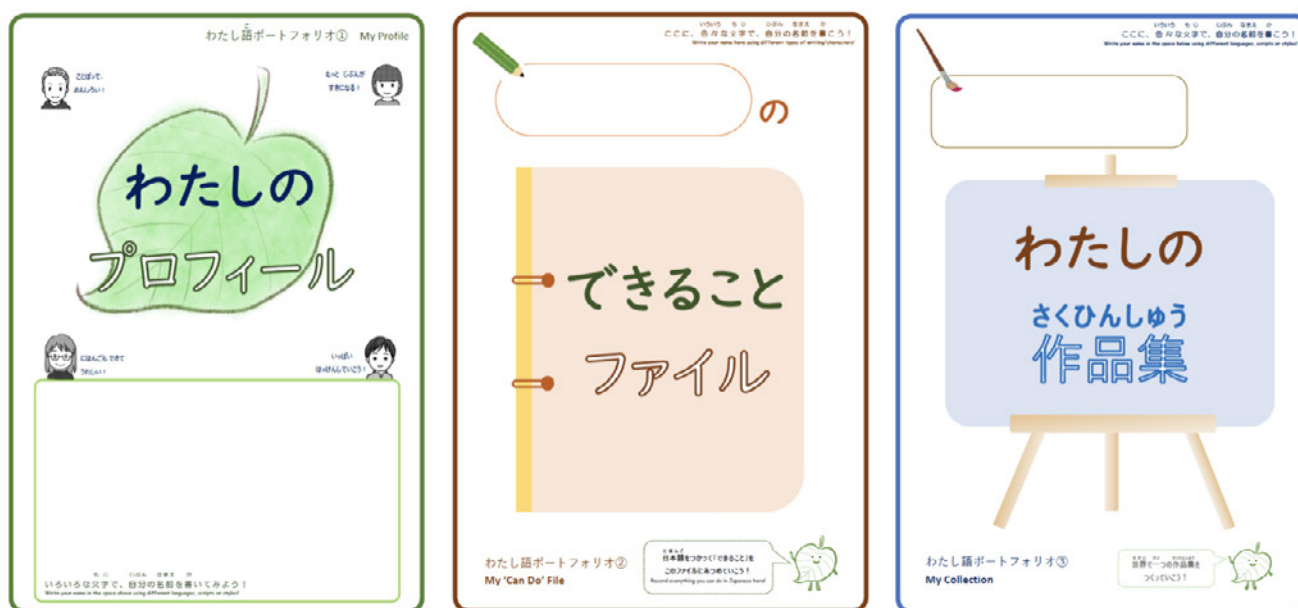 わたし語ポートフォリオ① My Profile
ことばって、
おもしろい！
もっと じぶんが
すきになる！
わたしの
プロフィール
にほんごも できて
うれしい！
いっぱい
はっけんしていこう！
いろいろな文字で、自分の名前を書いてみよう！
Write your name in the space above using different languages, scripts or styles!
ここに、色々な文字で、自分の名前を書こう！
Write your name here using different types of writing/characters!
の
できること
ファイル
わたし語ポートフォリオ②
My 'Can Do' File
日本語をつかって「できること」を
このファイルにあつめていこう！
Record everything you can do in Japanese here!
ここに、色々な文字で、自分の名前を書こう！
Write your name in the space below using different languages, scripts or styles!
わたしの
さくひんしゅう
作品集
わたし語ポートフォリオ③
My Collection
世界で一つの作品集を
つくっていこう！